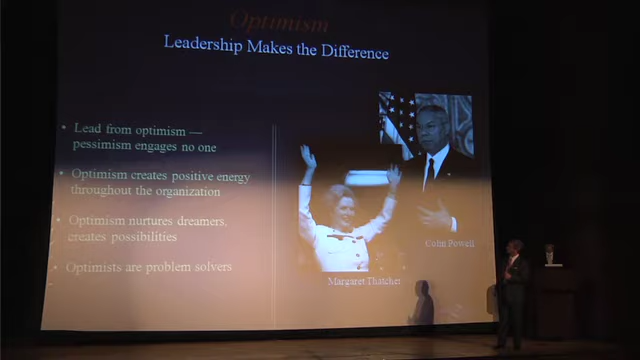 Optimism
Leadership Makes the Difference
• Lead from optimism —
pessimism engages no one
• Optimism creates positive energy
throughout the organization
• Optimism nurtures dreamers,
creates possibilities
• Optimists are problem solvers
Colin Powell
Margaret Thatcher